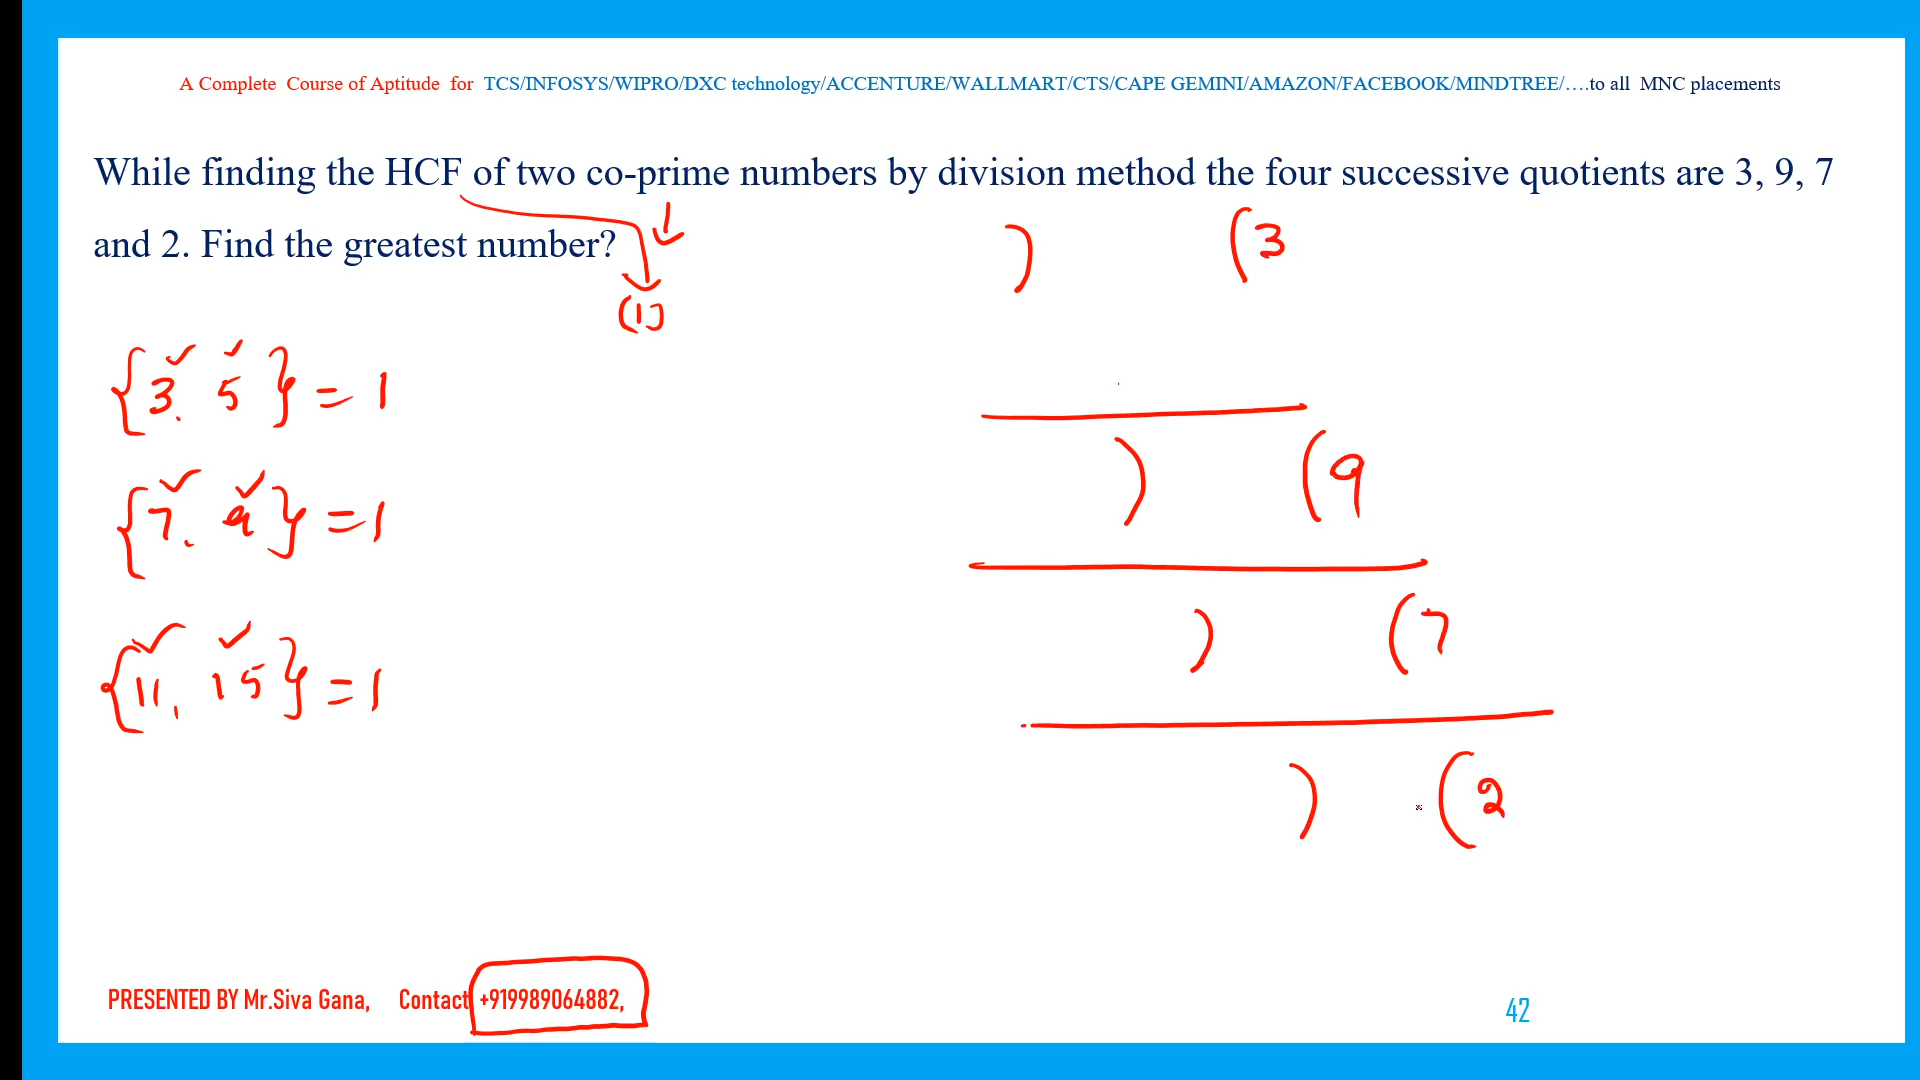 A Complete Course of Aptitude for TCS/INFOSYS/WIPRO/DXC technology/ACCENTURE/WALLMART/CTS/CAPE GEMINI/AMAZON/FACEBOOK/MINDTREE/….to all MNC placements
While finding the HCF of two co-prime numbers by division method the four successive quotients are 3, 9, 7
and 2. Find the greatest number?
) (3
(1)
{3, 5} = 1
) (9
{7, 9} = 1
) (7
{11, 15} = 1
) (2
PRESENTED BY Mr.Siva Gana, Contact +919989064882,
42